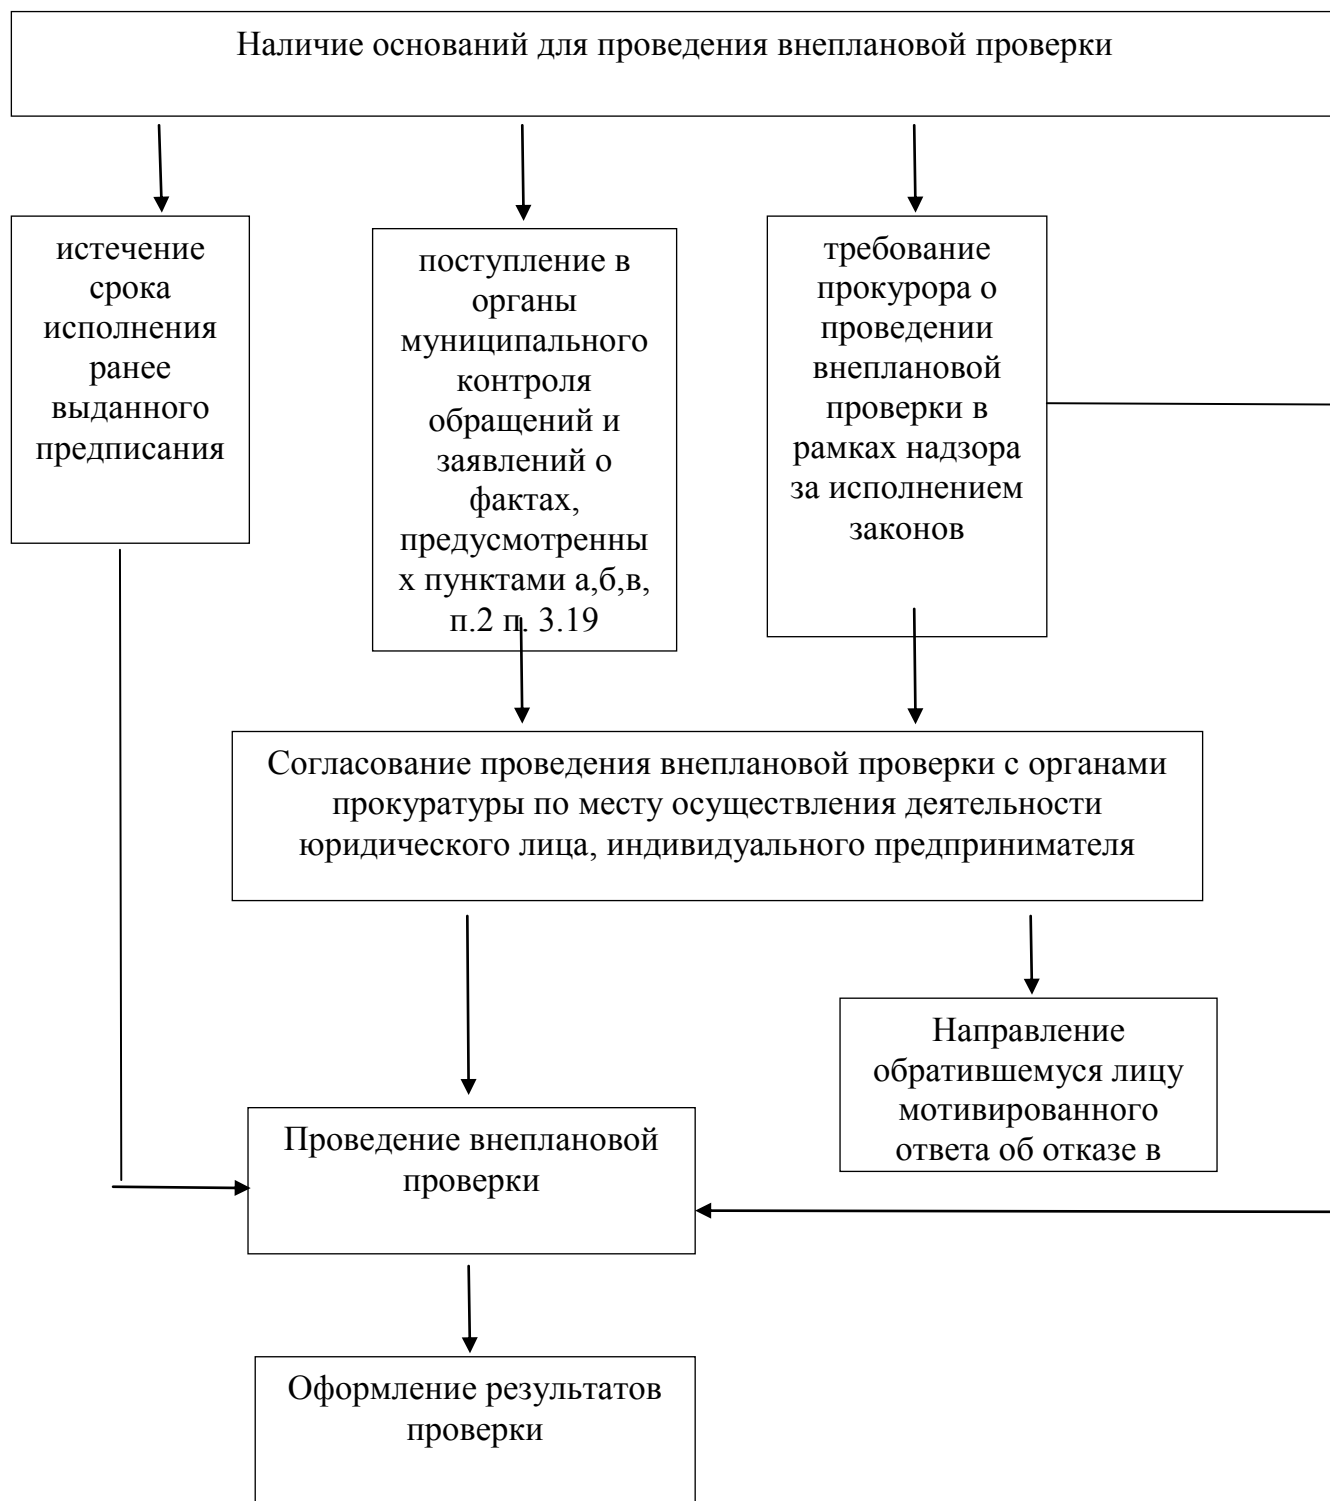 Наличие оснований для проведения внеплановой проверки
истечение
срока
исполнения
ранее
выданного
предписания
поступление в
органы
муниципального
контроля
обращений и
заявлений о
фактах,
предусмотренны
х пунктами а,б,в,
п.2 п. 3.19
требование
прокурора о
проведении
внеплановой
проверки в
рамках надзора
за исполнением
законов
Согласование проведения внеплановой проверки с органами
прокуратуры по месту осуществления деятельности
юридического лица, индивидуального предпринимателя
Направление
обратившемуся лицу
мотивированного
ответа об отказе в
Проведение внеплановой
проверки
Оформление результатов
проверки